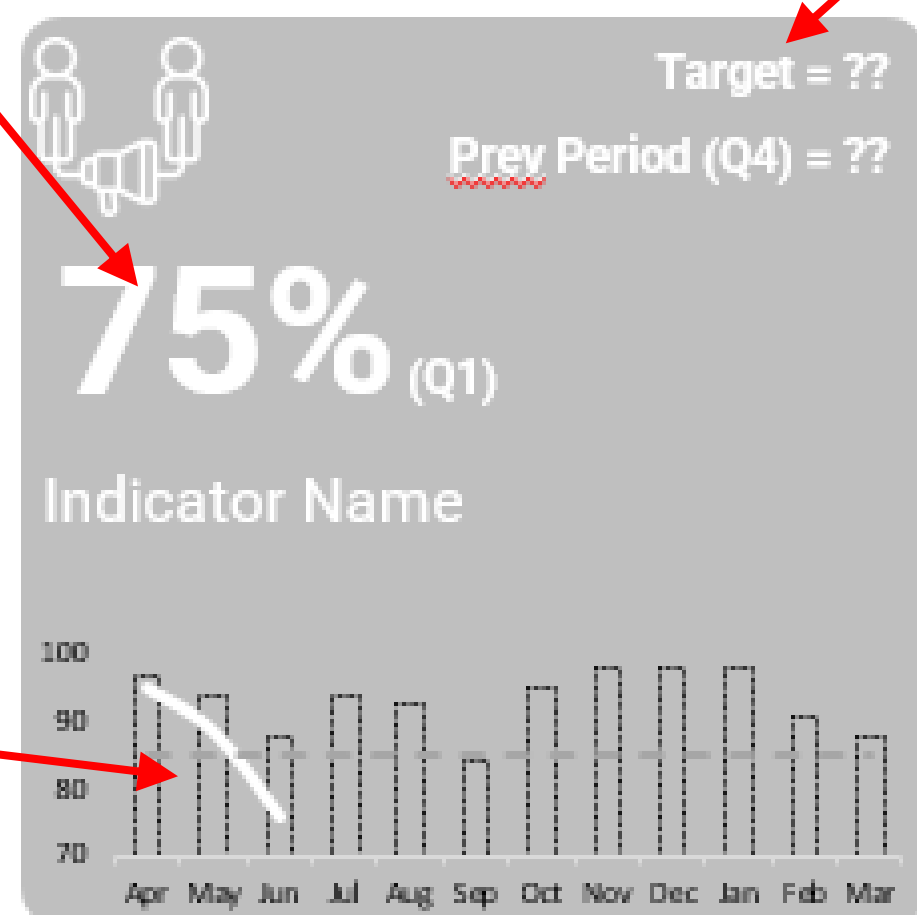 Target = ??
Prev Period (Q4) = ??
75% (Q1)
Indicator Name
100
90
80
70
Apr May Jun Jul Aug Sep Oct Nov Dec Jan Feb Mar